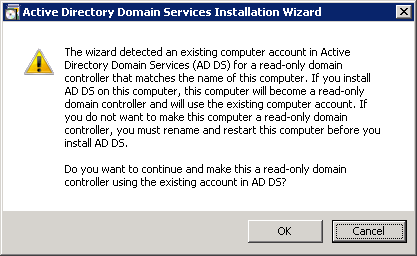 Active Directory Domain Services Installation Wizard
The wizard detected an existing computer account in Active
Directory Domain Services (AD DS) for a read-only domain
controller that matches the name of this computer. If you install
AD DS on this computer, this computer will become a read-only
domain controller and will use the existing computer account. If
you do not want to make this computer a read-only domain
controller, you must rename and restart this computer before you
install AD DS.
Do you want to continue and make this a read-only domain
controller using the existing account in AD DS?
OK
Cancel